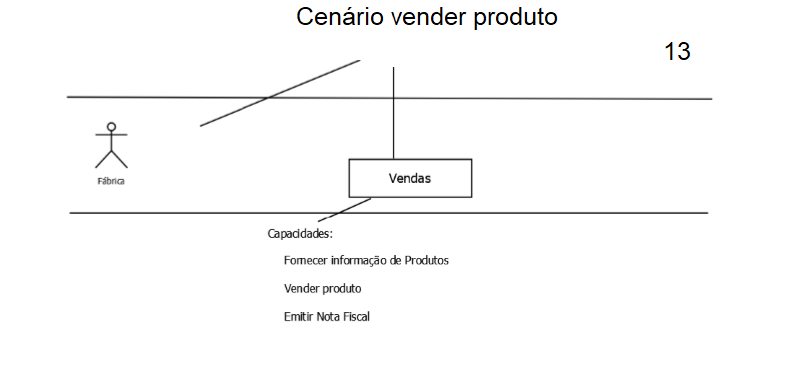 Cenário vender produto
13
Fábrica
Vendas
Capacidades:
Fornecer informação de Produtos
Vender produto
Emitir Nota Fiscal